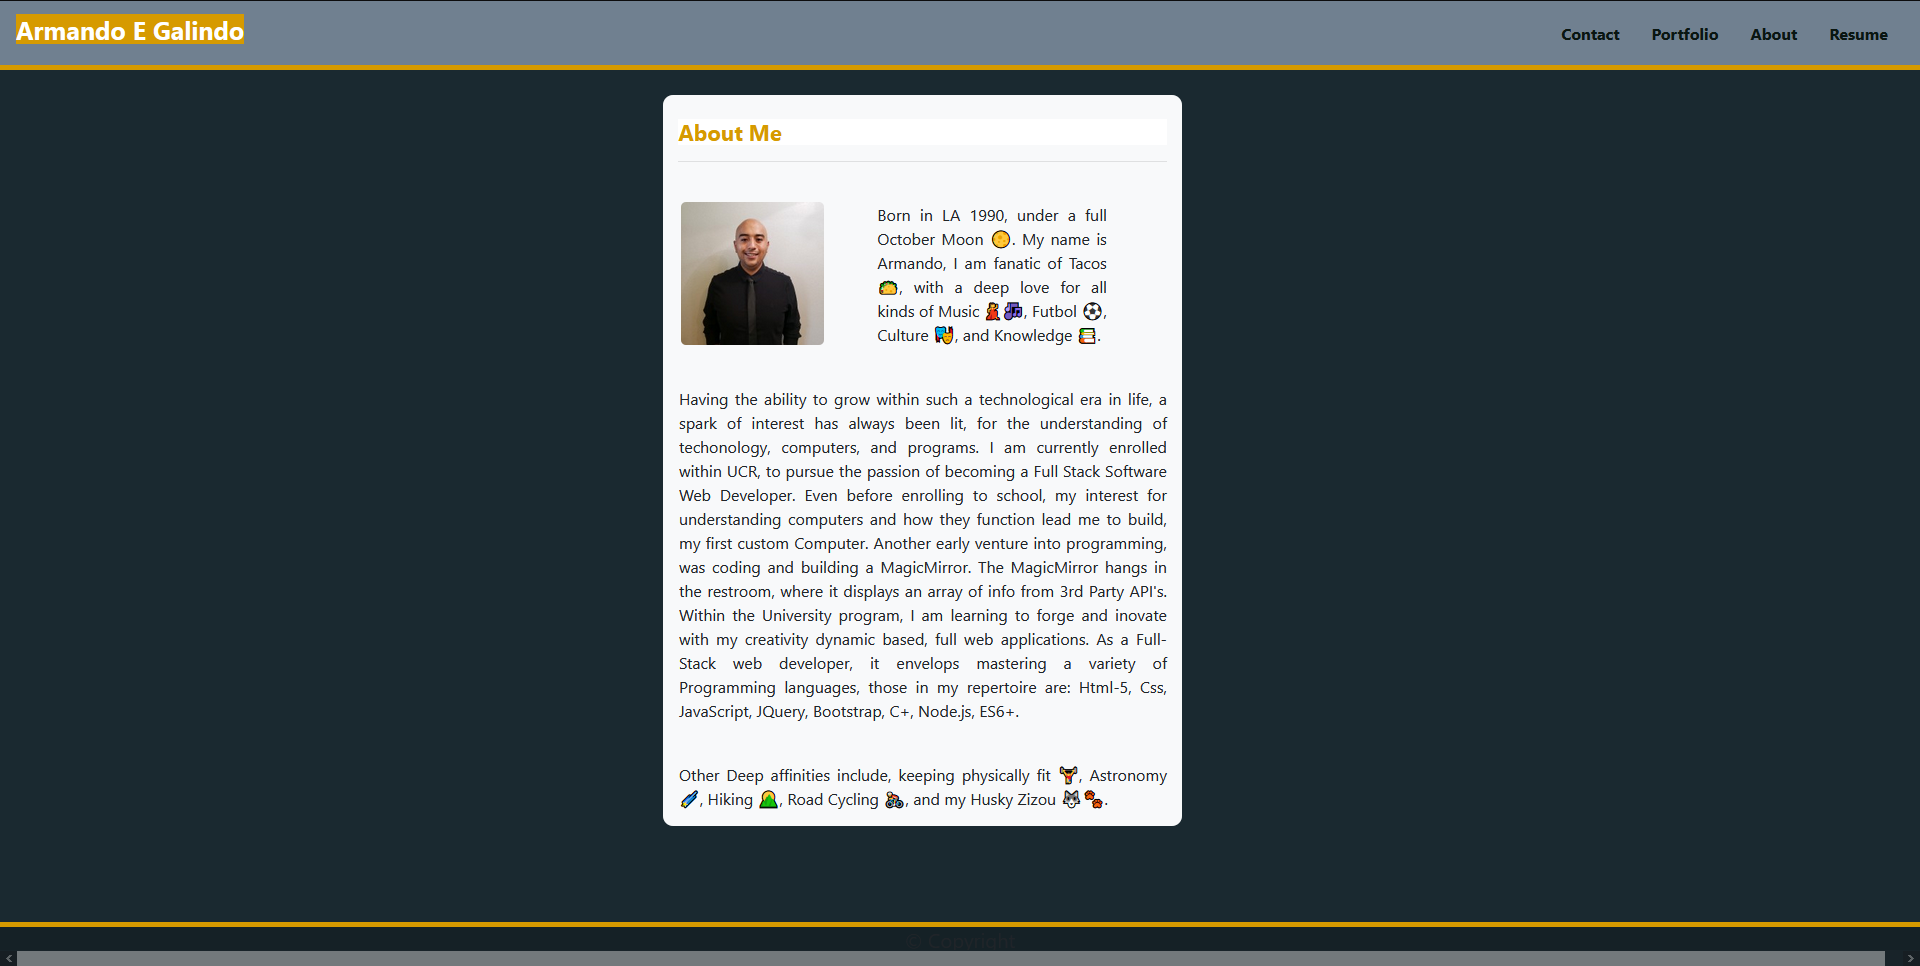 Armando E Galindo
Contact Portfolio About Resume
About Me
Born in LA 1990, under a full
October Moon 🌕. My name is
Armando, I am fanatic of Tacos
🌮, with a deep love for all
kinds of Music 💃🎶, Futbol ⚽,
Culture 🎭, and Knowledge 📚.
Having the ability to grow within such a technological era in life, a
spark of interest has always been lit, for the understanding of
techonology, computers, and programs. I am currently enrolled
within UCR, to pursue the passion of becoming a Full Stack Software
Web Developer. Even before enrolling to school, my interest for
understanding computers and how they function lead me to build,
my first custom Computer. Another early venture into programming,
was coding and building a MagicMirror. The MagicMirror hangs in
the restroom, where it displays an array of info from 3rd Party API's.
Within the University program, I am learning to forge and inovate
with my creativity dynamic based, full web applications. As a Full-
Stack web developer, it envelops mastering a variety of
Programming languages, those in my repertoire are: Html-5, Css,
JavaScript, JQuery, Bootstrap, C+, Node.js, ES6+.
Other Deep affinities include, keeping physically fit 🏋, Astronomy
🛰, Hiking ⛰, Road Cycling 🚴, and my Husky Zizou 🐺🐾.
© Copyright